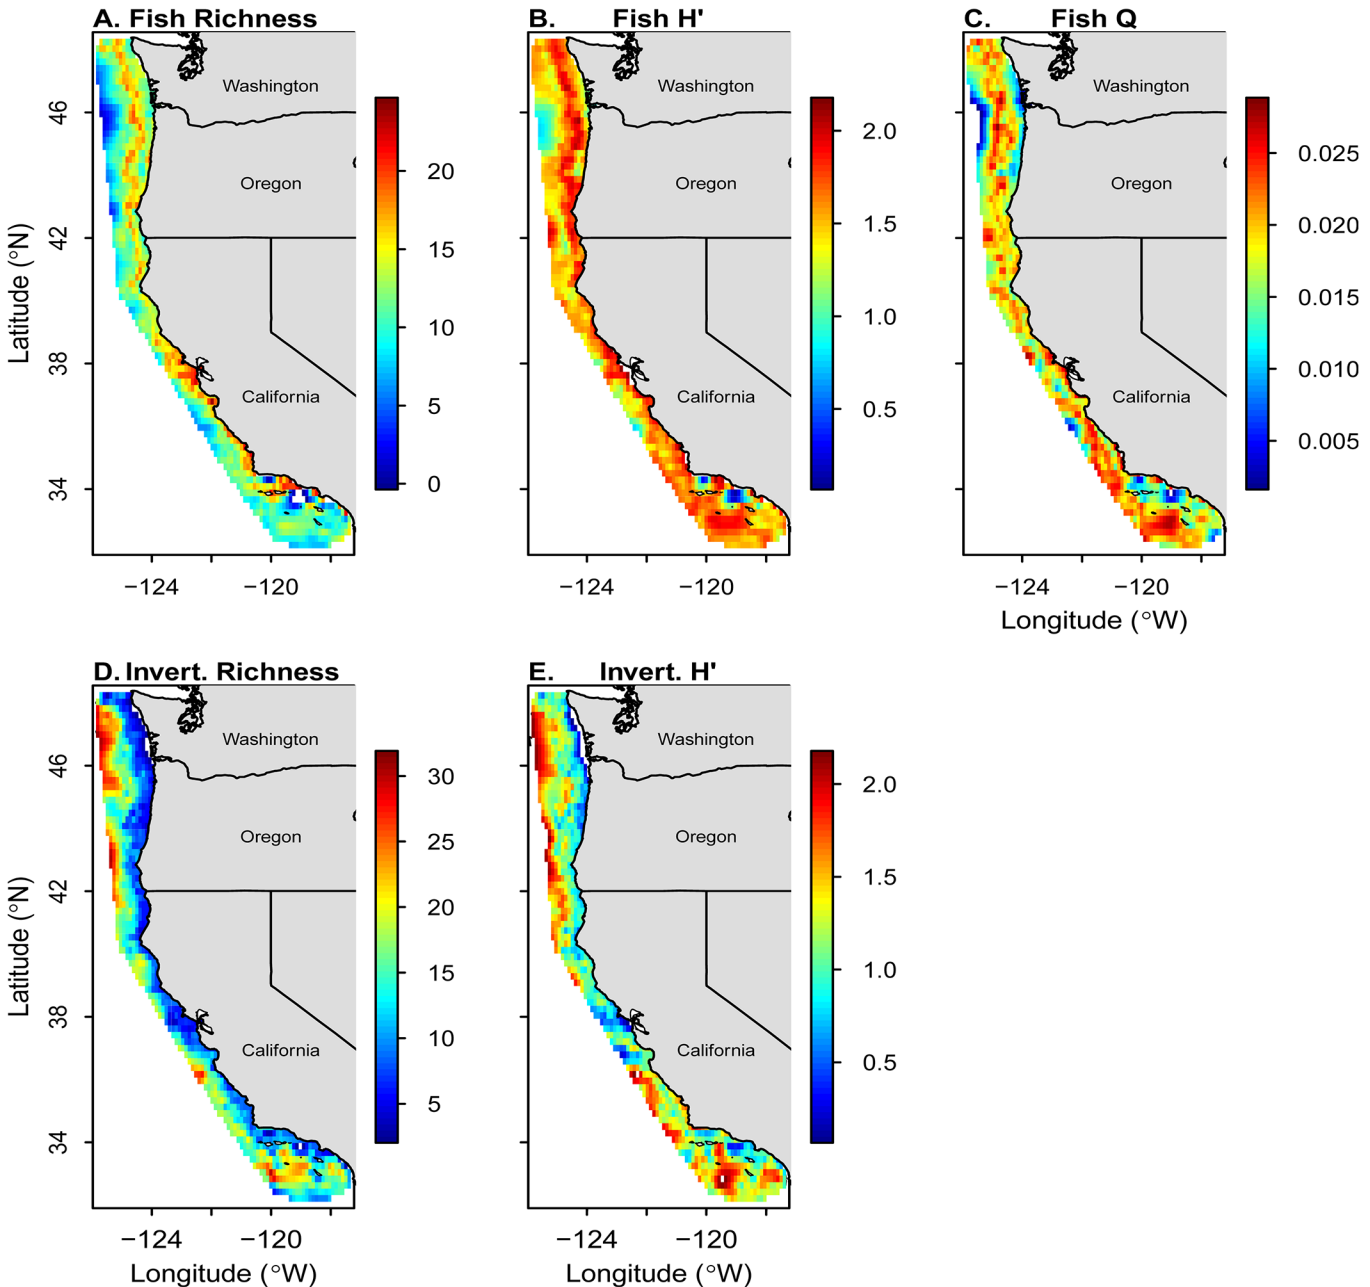 A. Fish Richness
B. Fish H'
C. Fish Q
Washington
Oregon
California
46
42
38
34
Latitude (°N)
−124
−120
20
15
10
5
0
Washington
Oregon
California
−124
−120
2.0
1.5
1.0
0.5
Washington
Oregon
California
−124
−120
Longitude (°W)
0.025
0.020
0.015
0.010
0.005
D. Invert. Richness
E. Invert. H'
Washington
Oregon
California
46
42
38
34
Latitude (°N)
−124
−120
Longitude (°W)
30
25
20
15
10
5
Washington
Oregon
California
−124
−120
Longitude (°W)
2.0
1.5
1.0
0.5